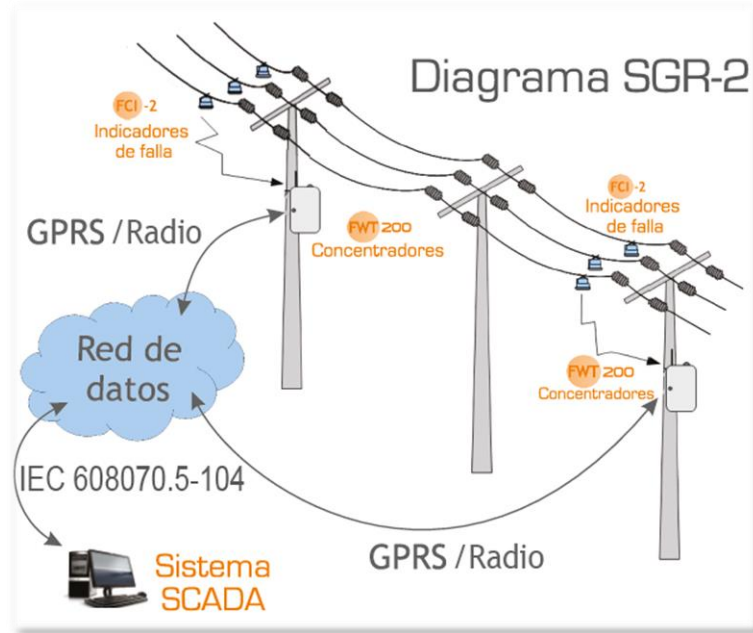 Diagrama SGR-2
FCI -2
Indicadores
de falla
FCI -2
Indicadores
de falla
GPRS /Radio
FWT 200
Concentradores
Red de
datos
FWT 200
Concentradores
IEC 608070.5-104
GPRS /Radio
Sistema
SCADA